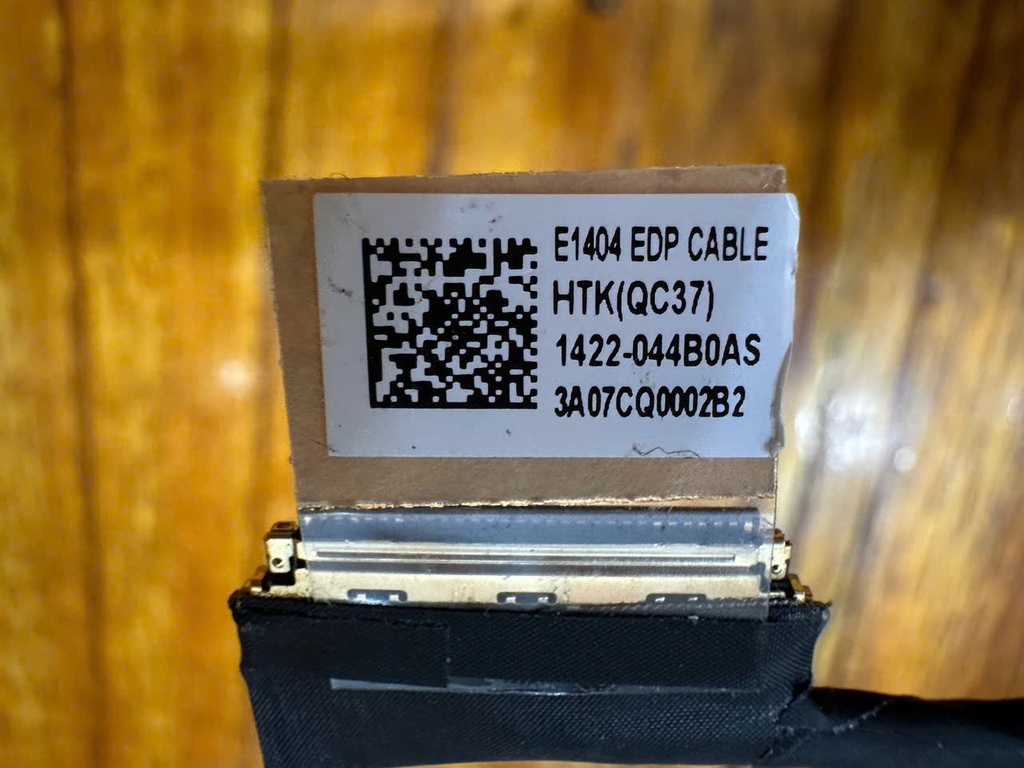 E1404 EDP CABLE
HTK(QC37)
1422-044B0AS
3A07CQ0002B2